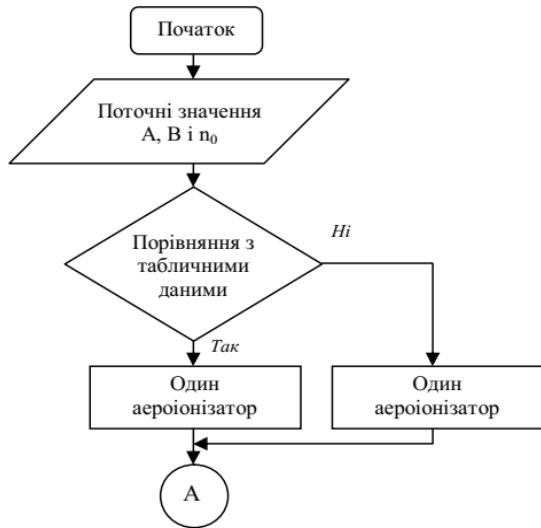 Початок
Поточні значення
А, В і n₀
Порівняння з
табличними
даними
Ні
Так
Один
аероіонізатор
Один
аероіонізатор
А